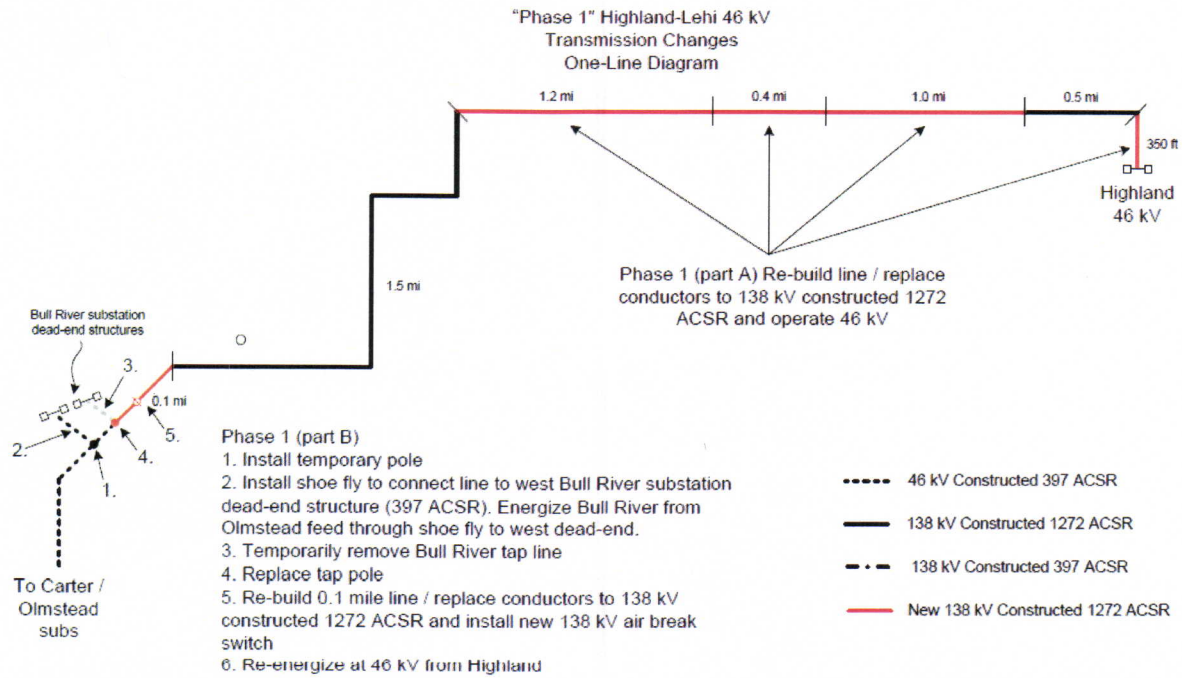 "Phase 1" Highland-Lehi 46 kV
Transmission Changes
One-Line Diagram
1.2 mi
0.4 mi
1.0 mi
0.5 mi
350 ft
Highland
46 kV
Phase 1 (part A) Re-build line / replace
conductors to 138 kV constructed 1272
ACSR and operate 46 kV
1.5 mi
Bull River substation
dead-end structures
3.
0.1 mi
2.
5.
4.
1.
To Carter /
Olmstead
subs
Phase 1 (part B)
1. Install temporary pole
2. Install shoe fly to connect line to west Bull River substation
dead-end structure (397 ACSR). Energize Bull River from
Olmstead feed through shoe fly to west dead-end.
3. Temporarily remove Bull River tap line
4. Replace tap pole
5. Re-build 0.1 mile line / replace conductors to 138 kV
constructed 1272 ACSR and install new 138 kV air break
switch
6. Re-energize at 46 kV from Highland
46 kV Constructed 397 ACSR
138 kV Constructed 1272 ACSR
138 kV Constructed 397 ACSR
New 138 kV Constructed 1272 ACSR